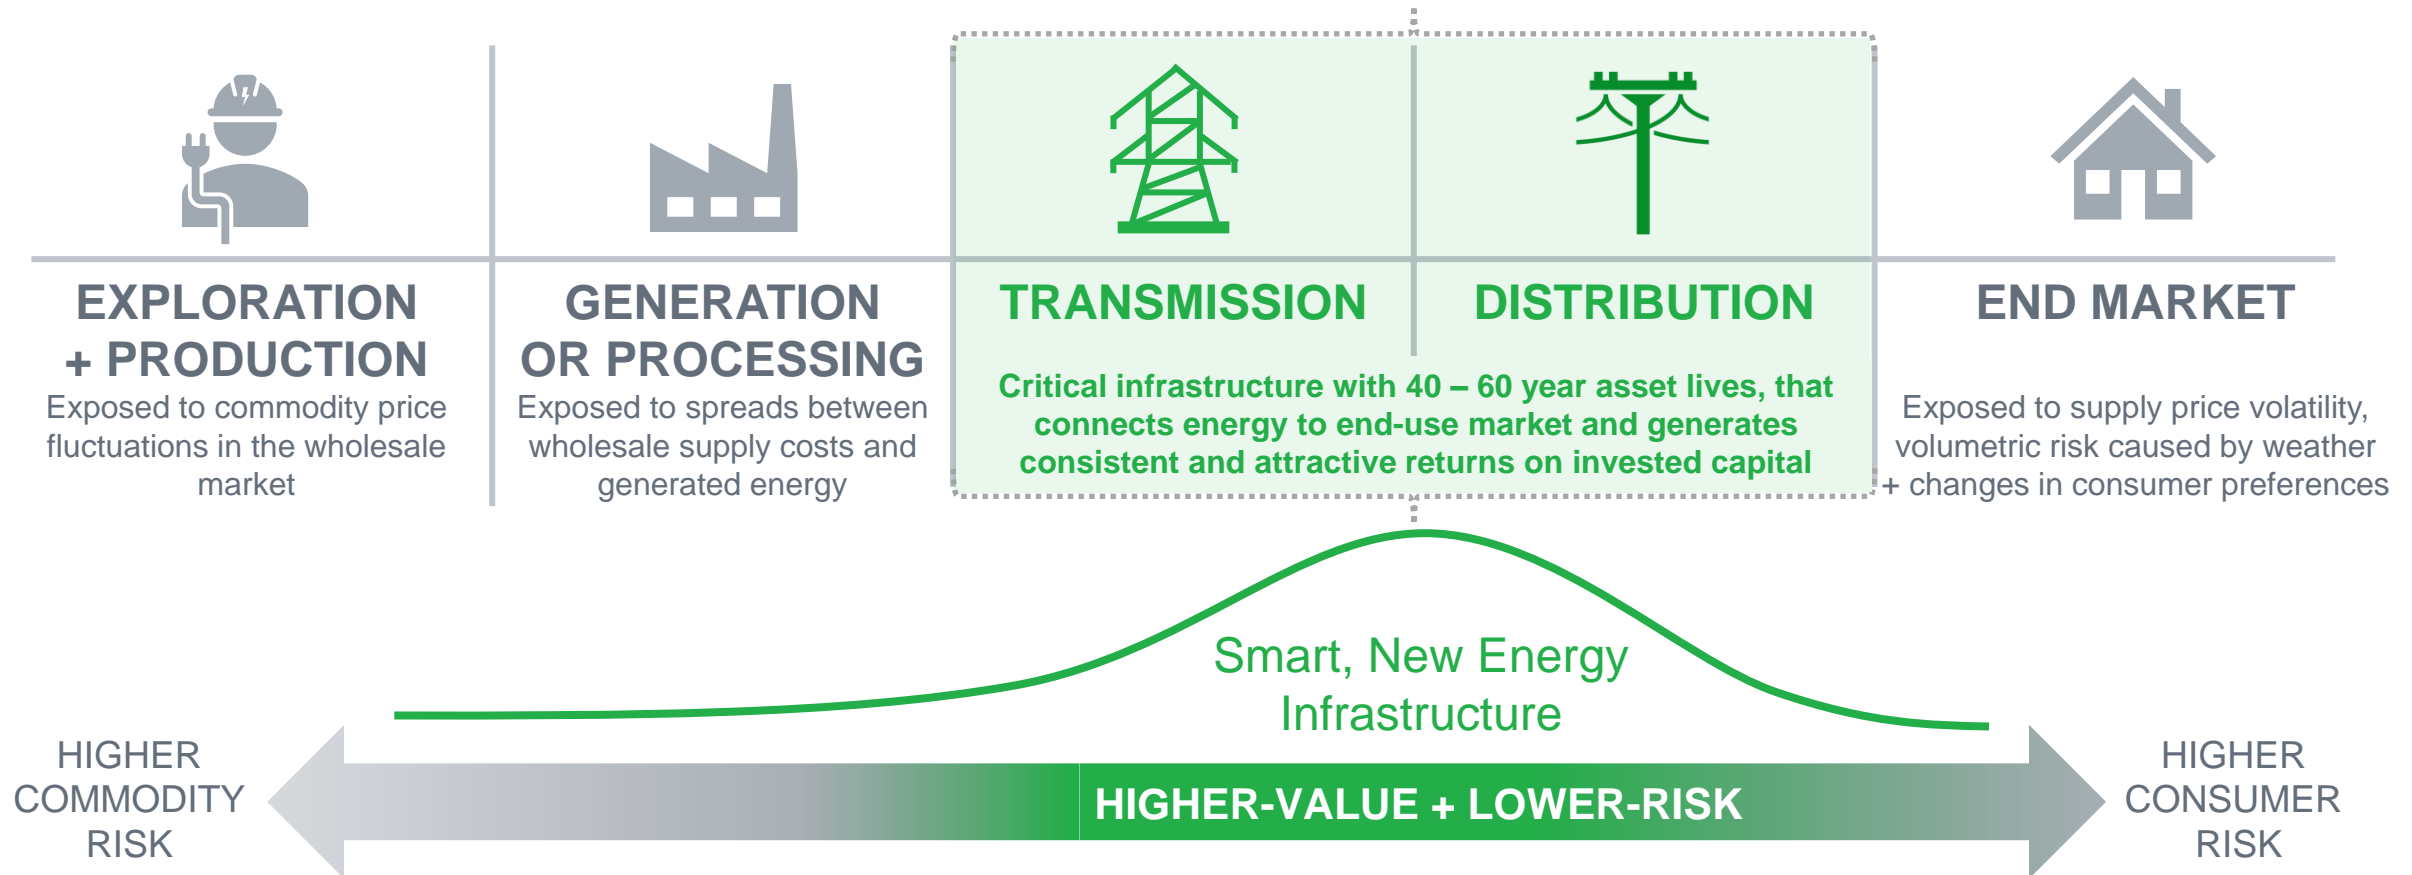 EXPLORATION
+ PRODUCTION
Exposed to commodity price
fluctuations in the wholesale
market
GENERATION
OR PROCESSING
Exposed to spreads between
wholesale supply costs and
generated energy
TRANSMISSION
DISTRIBUTION
Critical infrastructure with 40 – 60 year asset lives, that
connects energy to end-use market and generates
consistent and attractive returns on invested capital
END MARKET
Exposed to supply price volatility,
volumetric risk caused by weather
+ changes in consumer preferences
Smart, New Energy
Infrastructure
HIGHER
COMMODITY
RISK
HIGHER-VALUE + LOWER-RISK
HIGHER
CONSUMER
RISK